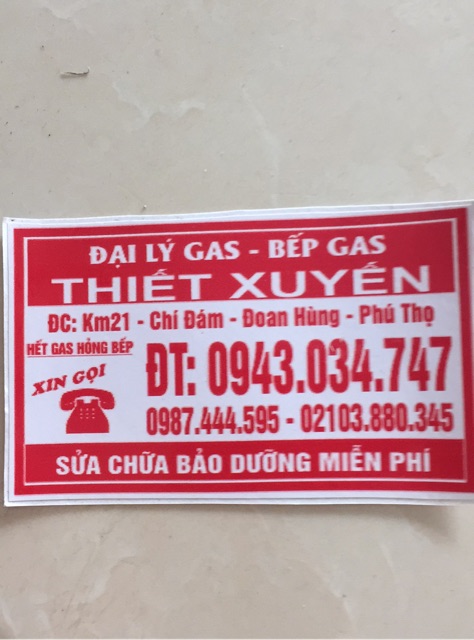 ĐẠI LÝ GAS - BẾP GAS
THIẾT XUYẾN
ĐC: Km21 - Chí Đám - Đoan Hùng - Phú Thọ
HẾT GAS HỎNG BẾP
XIN GỌI
ĐT: 0943.034.747
0987.444.595 - 02103.880.345
SỬA CHỮA BẢO DƯỠNG MIỄN PHÍ